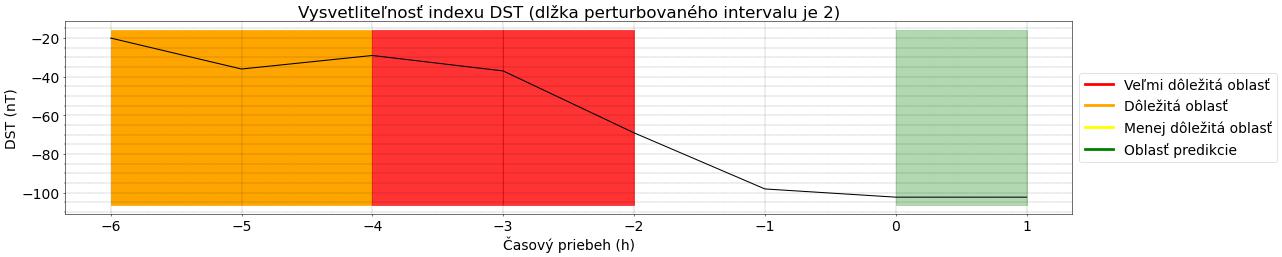 Vysvetliteľnosť indexu DST (dlžka perturbovaného intervalu je 2)
−20
−40
−60
−80
−100
DST (nT)
−6 −5 −4 −3 −2 −1 0 1
Časový priebeh (h)
Veľmi dôležitá oblasť
Dôležitá oblasť
Menej dôležitá oblasť
Oblasť predikcie